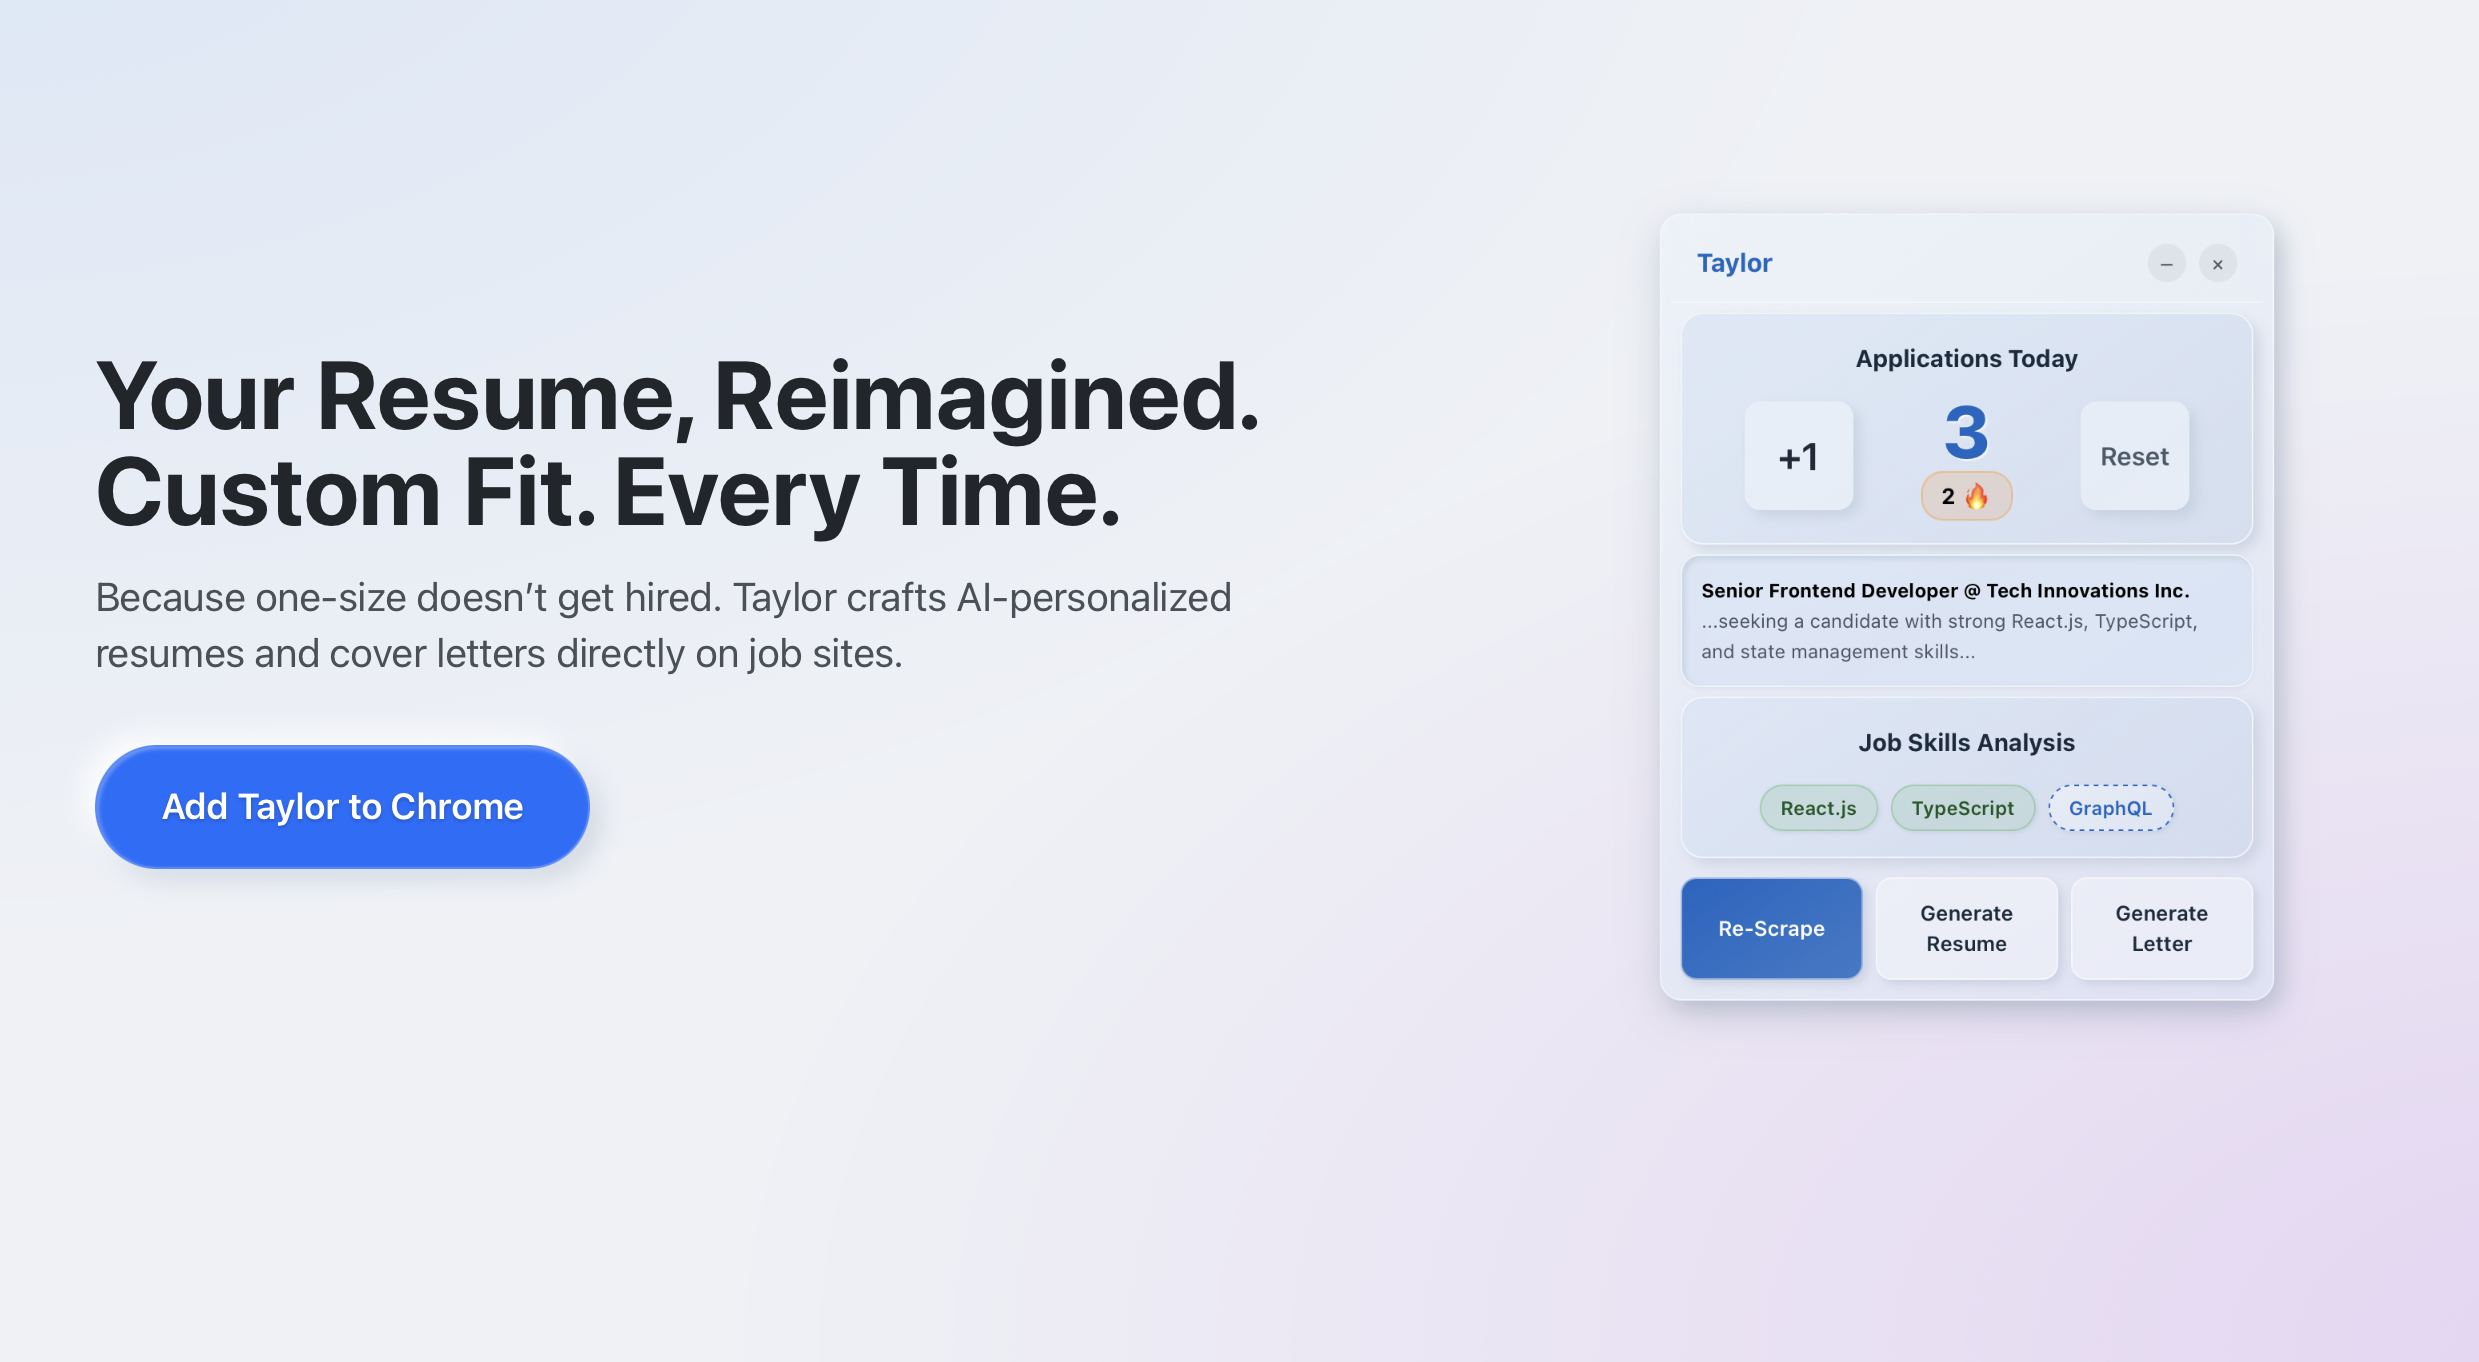 Your Resume, Reimagined.
Custom Fit. Every Time.
Because one-size doesn’t get hired. Taylor crafts AI-personalized
resumes and cover letters directly on job sites.
Add Taylor to Chrome
Taylor
– ×
Applications Today
+1
3
2 🔥
Reset
Senior Frontend Developer @ Tech Innovations Inc.
...seeking a candidate with strong React.js, TypeScript,
and state management skills...
Job Skills Analysis
React.js TypeScript GraphQL
Re-Scrape
Generate
Resume
Generate
Letter